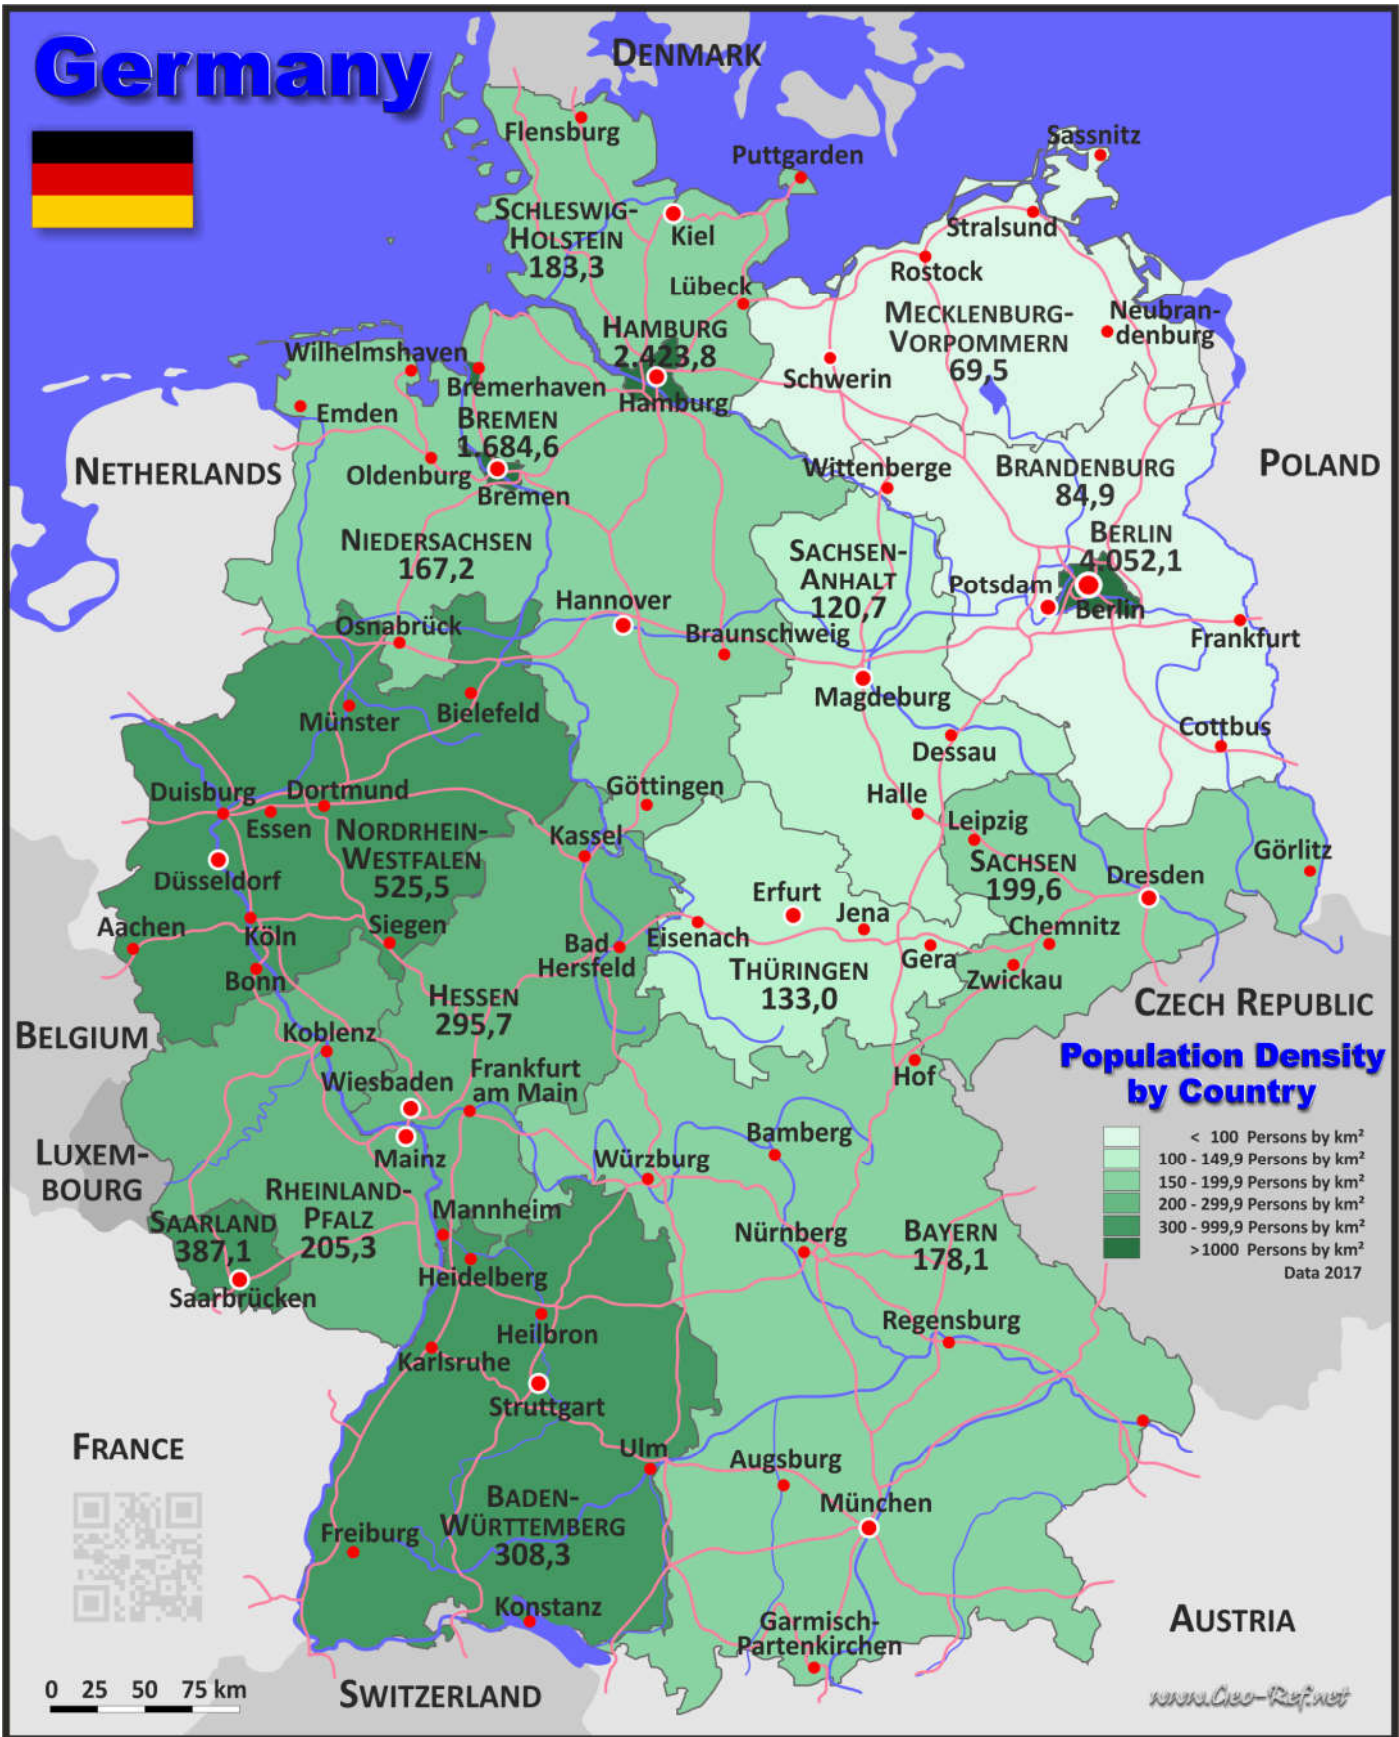 Germany
DENMARK
Flensburg
Sassnitz
Puttgarden
SCHLESWIG-
HOLSTEIN
183,3
Kiel
Stralsund
Rostock
Lübeck
MECKLENBURG-
VORPOMMERN
69,5
Neubran-
denburg
HAMBURG
2.423,8
Hamburg
Schwerin
Wilhelmshaven
Bremerhaven
Emden
BREMEN
1.684,6
Bremen
Oldenburg
NETHERLANDS
POLAND
Wittenberge
BRANDENBURG
84,9
BERLIN
4.052,1
Berlin
Potsdam
NIEDERSACHSEN
167,2
SACHSEN-
ANHALT
120,7
Hannover
Braunschweig
Osnabrück
Frankfurt
Magdeburg
Münster
Bielefeld
Dessau
Cottbus
Duisburg
Dortmund
Essen
Göttingen
Halle
Leipzig
NORDRHEIN-
WESTFALEN
525,5
Kassel
SACHSEN
199,6
Görlitz
Düsseldorf
Dresden
Erfurt
Jena
Aachen
Köln
Siegen
Bad
Hersfeld
Eisenach
Gera
Chemnitz
Zwickau
Bonn
THÜRINGEN
133,0
HESSEN
295,7
CZECH REPUBLIC
BELGIUM
Koblenz
Population Density
by Country
Wiesbaden
Frankfurt
am Main
Hof
< 100 Persons by km²
100 - 149,9 Persons by km²
150 - 199,9 Persons by km²
200 - 299,9 Persons by km²
300 - 999,9 Persons by km²
>1000 Persons by km²
Data 2017
Mainz
Bamberg
Würzburg
LUXEM-
BOURG
RHEINLAND-
PFALZ
205,3
SAARLAND
387,1
Saarbrücken
Mannheim
Heidelberg
Nürnberg
BAYERN
178,1
Heilbron
Regensburg
Karlsruhe
Struttgart
FRANCE
Ulm
Augsburg
München
BADEN-
WÜRTTEMBERG
308,3
Freiburg
Konstanz
Garmisch-
Partenkirchen
AUSTRIA
0 25 50 75 km
SWITZERLAND
www.Geo-Ref.net